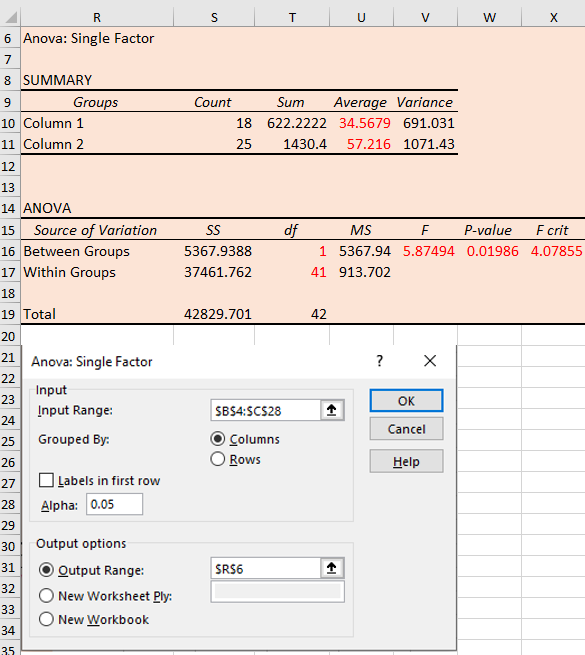 R S T U V W X
6 Anova: Single Factor
7
8 SUMMARY
9 Groups Count Sum Average Variance
10 Column 1 18 622.2222 34.5679 691.031
11 Column 2 25 1430.4 57.216 1071.43
12
13
14 ANOVA
15 Source of Variation SS df MS F P-value F crit
16 Between Groups 5367.9388 1 5367.94 5.87494 0.01986 4.07855
17 Within Groups 37461.762 41 913.702
18
19 Total 42829.701 42
20
21 Anova: Single Factor ?
22
23 Input OK
24 Input Range: $B$4:$C$28
25 Grouped By: Columns Cancel
26 Rows Help
27 Labels in first row
28 Alpha: 0.05
29
30 Output options
31 Output Range: $R$6
32 New Worksheet Ply:
33 New Workbook
34
35